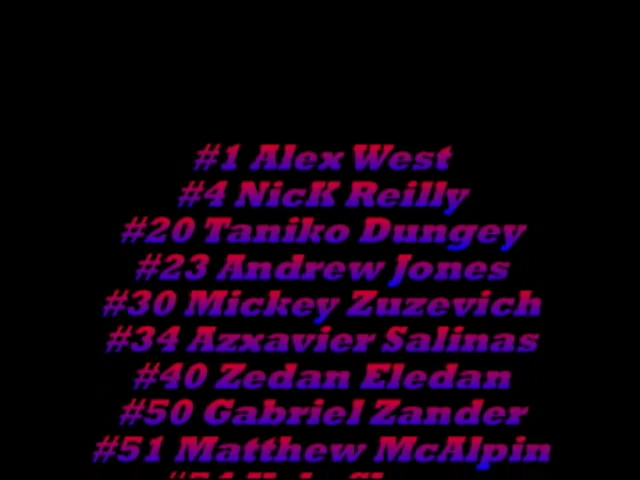 #1 Alex West
#4 NicK Reilly
#20 Taniko Dungey
#23 Andrew Jones
#30 Mickey Zuzevich
#34 Azxavier Salinas
#40 Zedan Eledan
#50 Gabriel Zander
#51 Matthew McAlpin